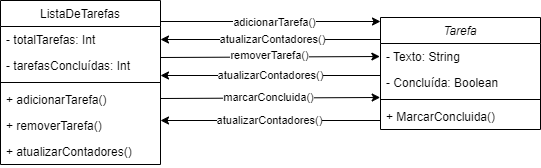 ListaDeTarefas
- totalTarefas: Int
- tarefasConcluídas: Int
+ adicionarTarefa()
+ removerTarefa()
+ atualizarContadores()
adicionarTarefa()
atualizarContadores()
removerTarefa()
atualizarContadores()
marcarConcluida()
atualizarContadores()
Tarefa
- Texto: String
- Concluída: Boolean
+ MarcarConcluida()